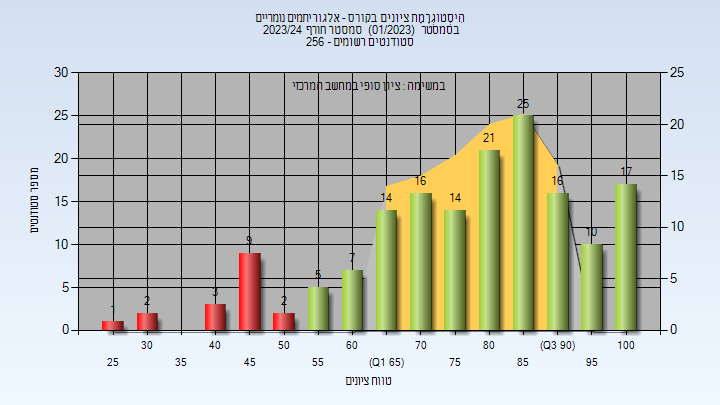 היסטוגרמת ציונים בקורס - אלגוריתמים נומריים
בסמסטר (01/2023) סמסטר חורף 2023/24
סטודנטים רשומים - 256
במשימה : ציון סופי במחשב המרכזי
30 25 20 15 10 5 0
מספר סטודנטים
25 20 15 10 5 0
1 2 3 9 2 5 7 14 16 14 21 25 16 10 17
30 40 50 60 70 80 (Q3 90) 100
25 35 45 55 (Q1 65) 75 85 95
טווח ציונים